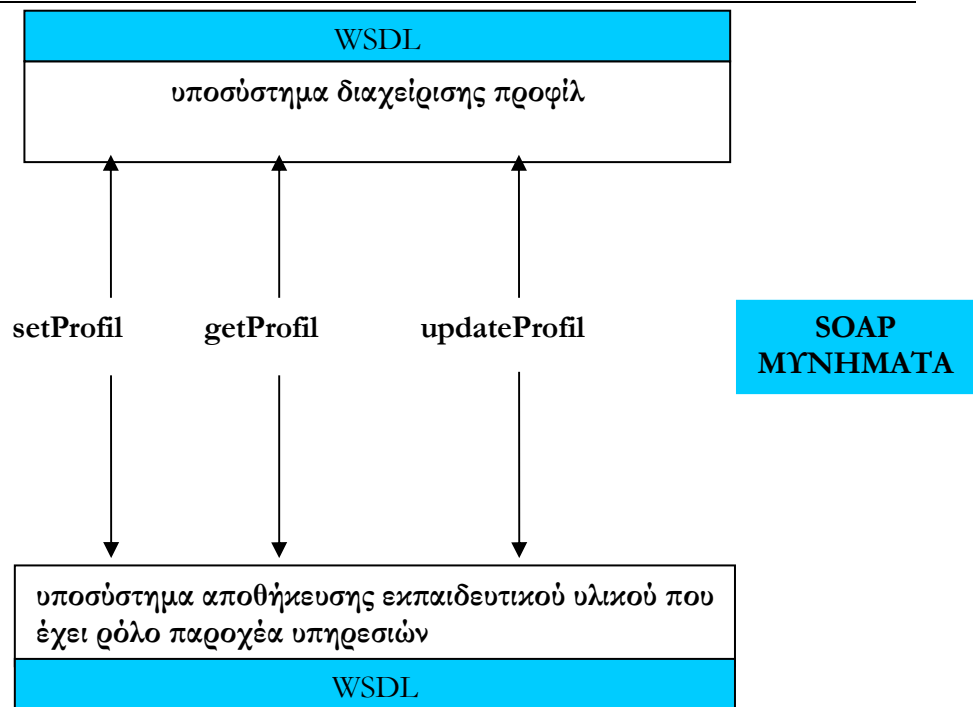 WSDL
υποσύστημα διαχείρισης προφίλ
setProfil getProfil updateProfil
SOAP
ΜΥΝΗΜΑΤΑ
υποσύστημα αποθήκευσης εκπαιδευτικού υλικού που
έχει ρόλο παροχέα υπηρεσιών
WSDL